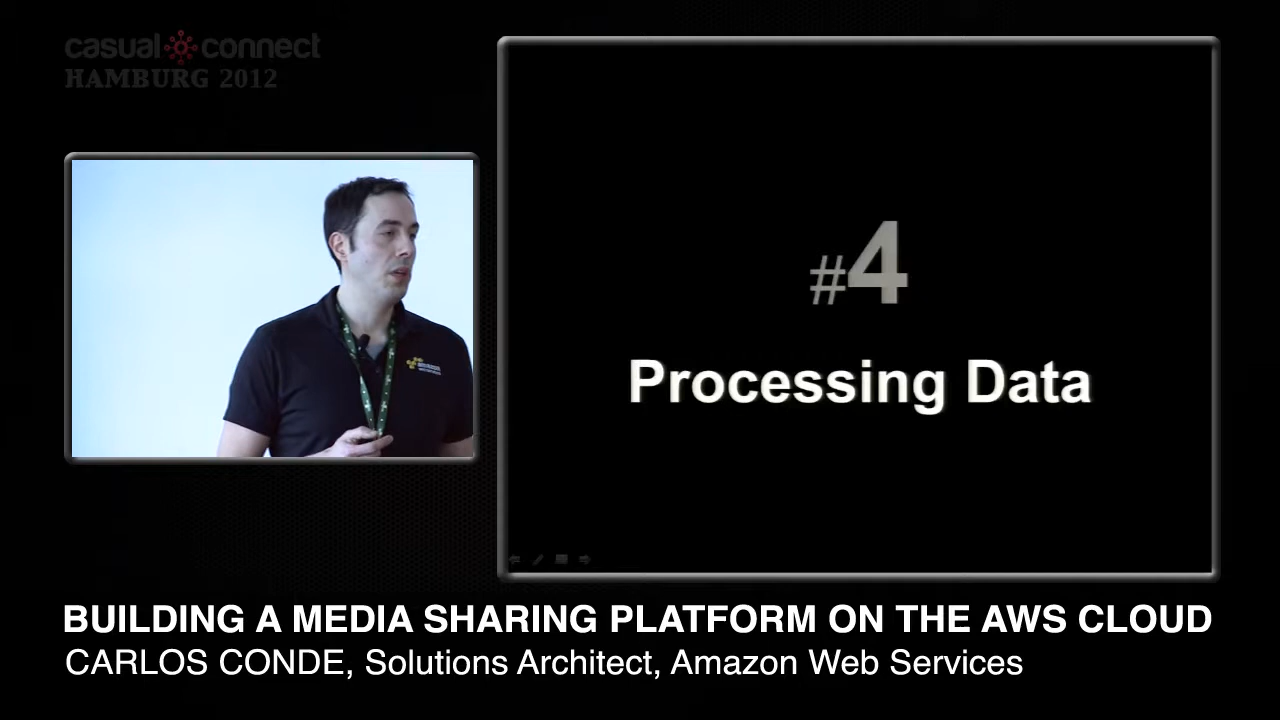 casual connect
HAMBURG 2012
#4
Processing Data
BUILDING A MEDIA SHARING PLATFORM ON THE AWS CLOUD
CARLOS CONDE, Solutions Architect, Amazon Web Services